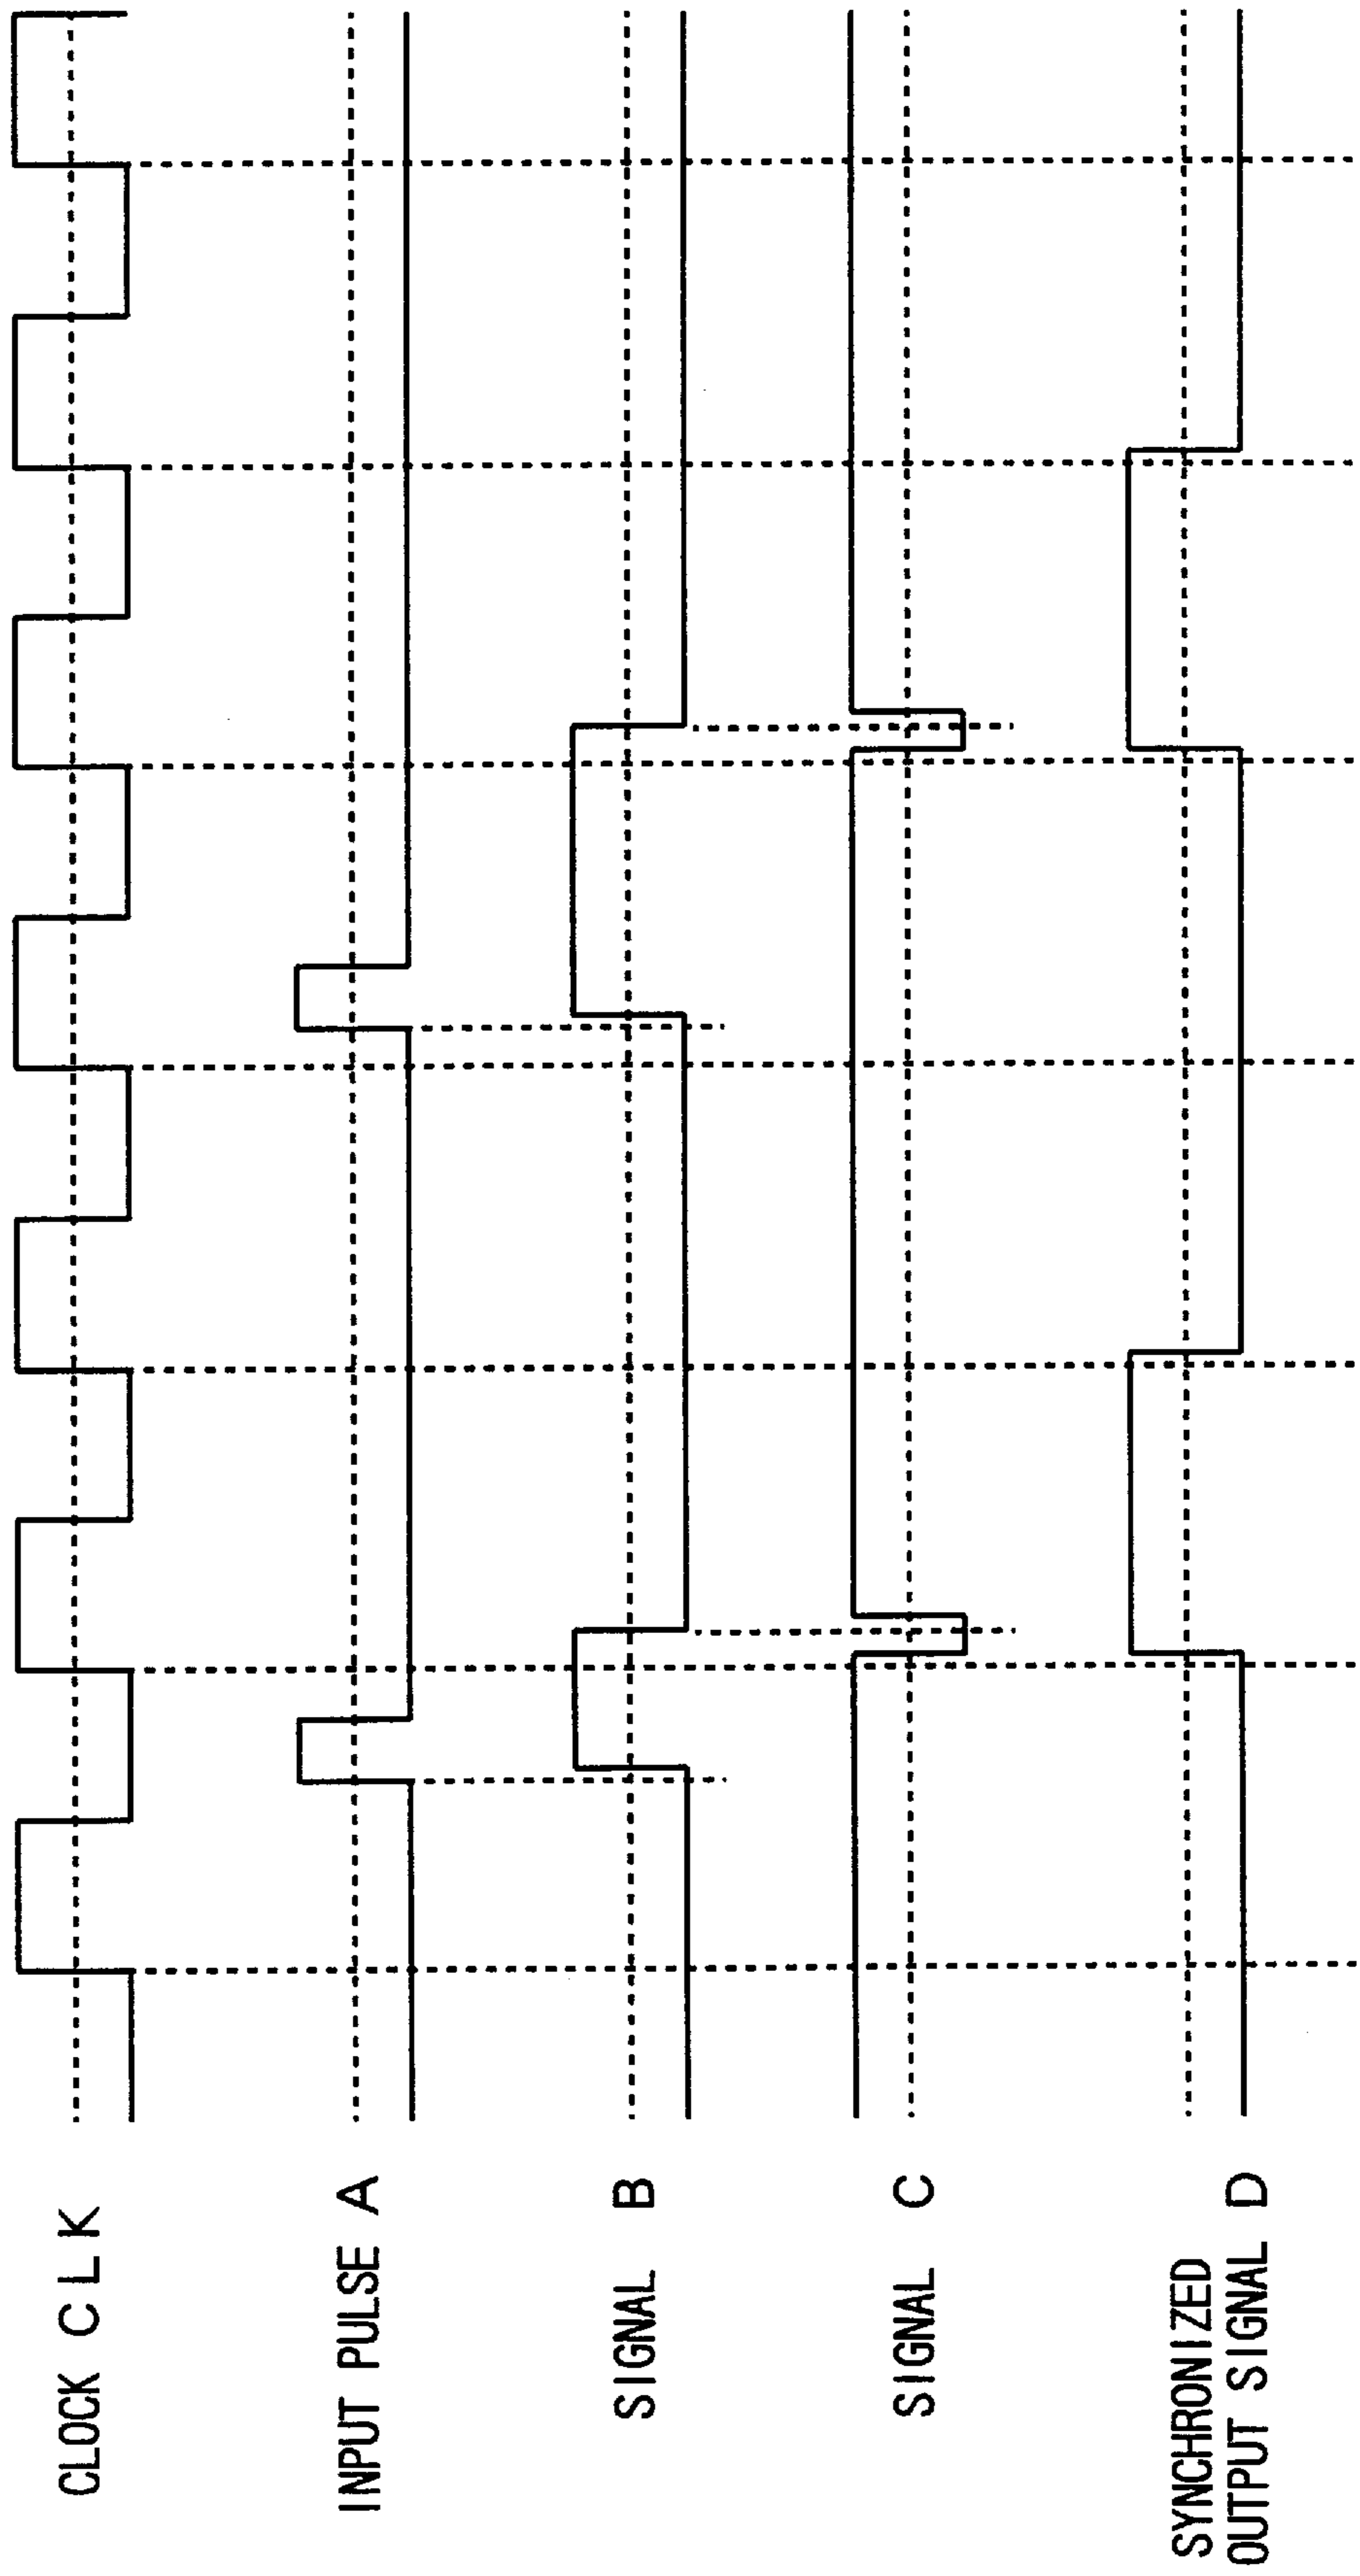 CLOCK CLK
INPUT PULSE A
SIGNAL B
SIGNAL C
SYNCHRONIZED
OUTPUT SIGNAL D